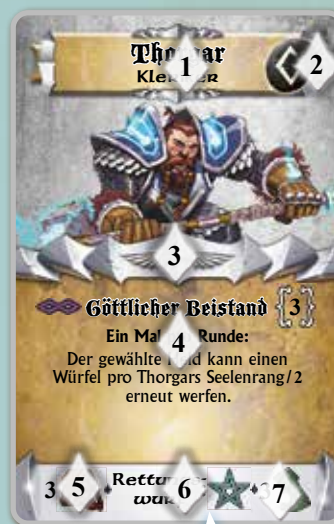 1
2
3
Göttlicher Beistand {3}
4
Ein Runde:
Der gewählte kann einen
Würfel pro Thorgars Seelenrang/2
erneut werfen.
3 5 6 7